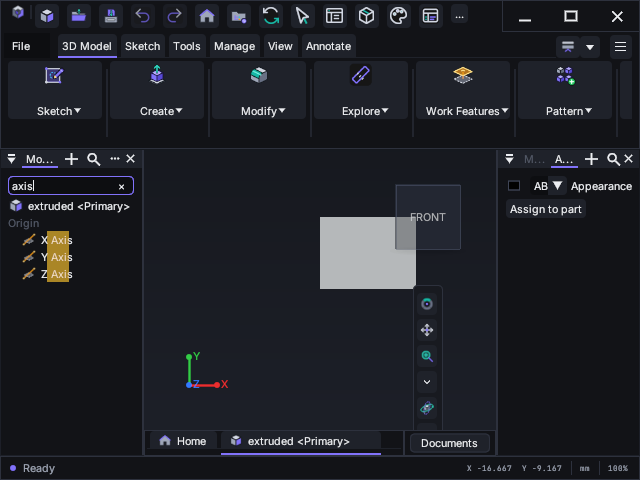 File
3D Model
Sketch
Tools
Manage
View
Annotate
Sketch
Create
Modify
Explore
Work Features
Pattern
Mo...
axis
extruded <Primary>
Origin
X Axis
Y Axis
Z Axis
FRONT
Y
Z
X
Home
extruded <Primary>
Documents
M...
A...
AB
Appearance
Assign to part
Ready
X -16.667 Y -9.167
mm
100%